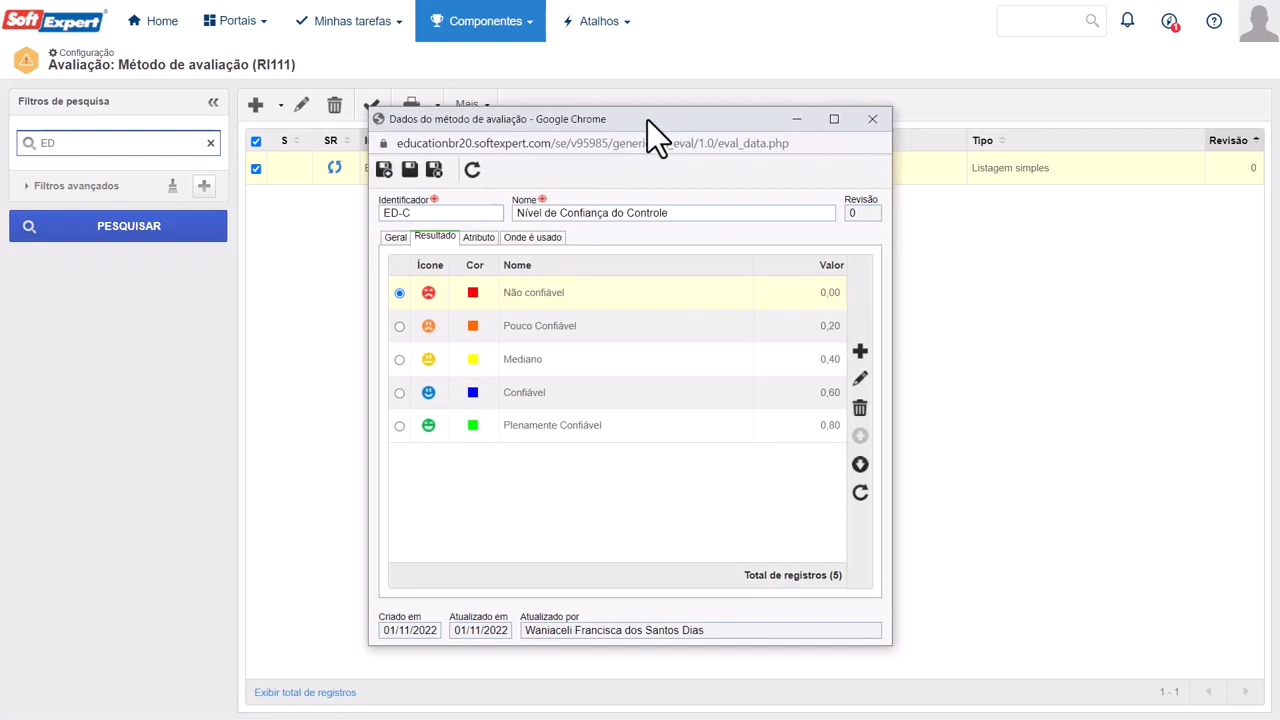 SoftExpert
Home
Portais
Minhas tarefas
Componentes
Atalhos
1
Configuração
Avaliação: Método de avaliação (RI111)
Filtros de pesquisa
ED
Filtros avançados
PESQUISAR
Mais
S
SR
Tipo
Revisão
Listagem simples
0
Dados do método de avaliação - Google Chrome
educationbr20.softexpert.com/se/v95985/generi
eval/1.0/eval_data.php
Identificador
Nome
Revisão
ED-C
Nível de Confiança do Controle
0
Geral
Resultado
Atributo
Onde é usado
Ícone
Cor
Nome
Valor
Não confiável
0,00
Pouco Confiável
0,20
Mediano
0,40
Confiável
0,60
Plenamente Confiável
0,80
Total de registros (5)
Criado em
Atualizado em
Atualizado por
01/11/2022
01/11/2022
Waniaceli Francisca dos Santos Dias
Exibir total de registros
1 - 1